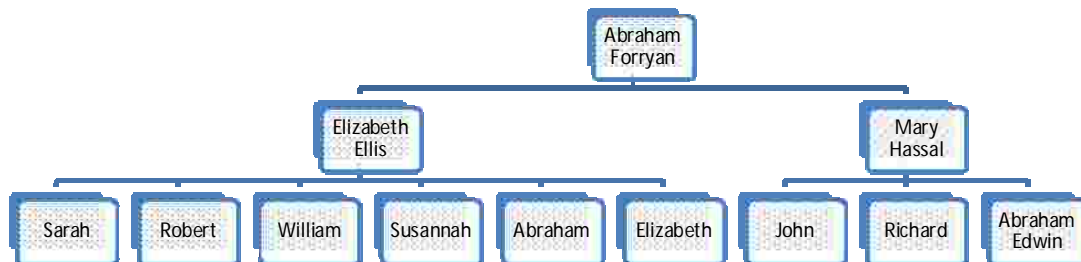 Abraham
Forryan
Elizabeth
Ellis
Mary
Hassal
Sarah
Robert
William
Susannah
Abraham
Elizabeth
John
Richard
Abraham
Edwin